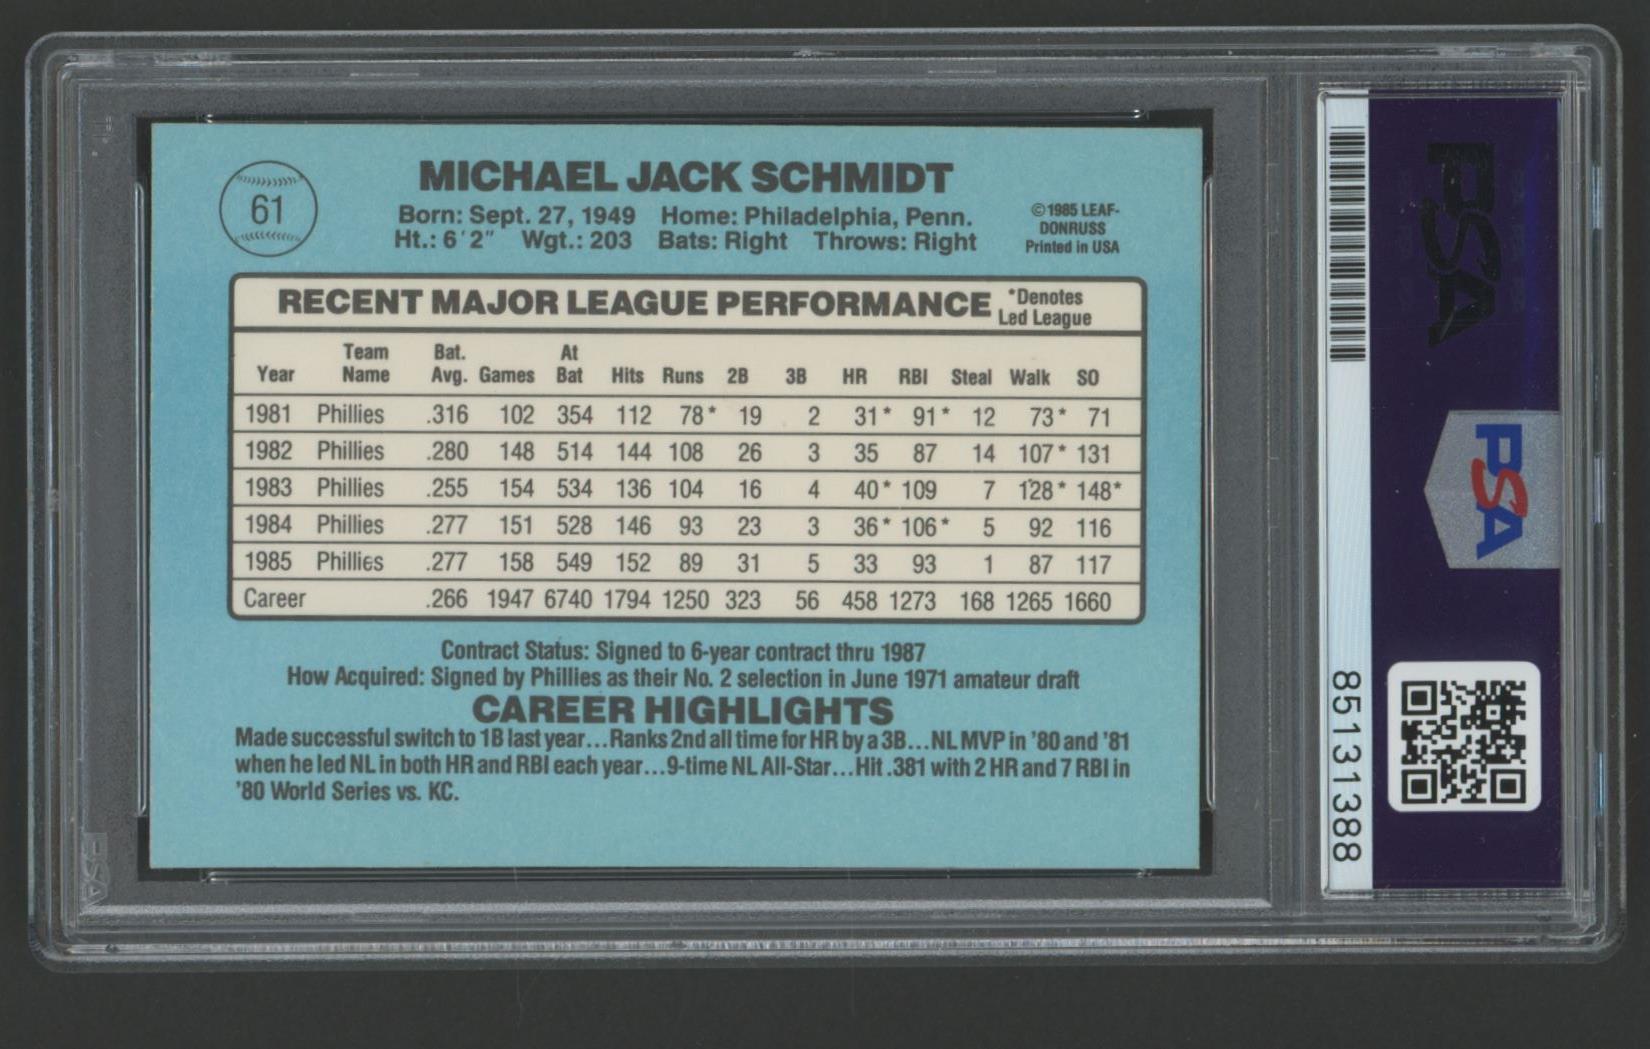 61
MICHAEL JACK SCHMIDT
Born: Sept. 27, 1949 Home: Philadelphia, Penn.
Ht.: 6'2" Wgt.: 203 Bats: Right Throws: Right
©1985 LEAF-
DONRUSS
Printed in USA
RECENT MAJOR LEAGUE PERFORMANCE
*Denotes
Led League
Year Team Name Bat. Avg. Games At Bat Hits Runs 2B 3B HR RBI Steal Walk SO
1981 Phillies .316 102 354 112 78* 19 2 31* 91* 12 73* 71
1982 Phillies .280 148 514 144 108 26 3 35 87 14 107* 131
1983 Phillies .255 154 534 136 104 16 4 40* 109 7 128* 148*
1984 Phillies .277 151 528 146 93 23 3 36* 106* 5 92 116
1985 Phillies .277 158 549 152 89 31 5 33 93 1 87 117
Career .266 1947 6740 1794 1250 323 56 458 1273 168 1265 1660
Contract Status: Signed to 6-year contract thru 1987
How Acquired: Signed by Phillies as their No. 2 selection in June 1971 amateur draft
CAREER HIGHLIGHTS
Made successful switch to 1B last year...Ranks 2nd all time for HR by a 3B...NL MVP in '80 and '81
when he led NL in both HR and RBI each year...9-time NL All-Star...Hit .381 with 2 HR and 7 RBI in
'80 World Series vs. KC.
PSA
PSA
85131388
PSA